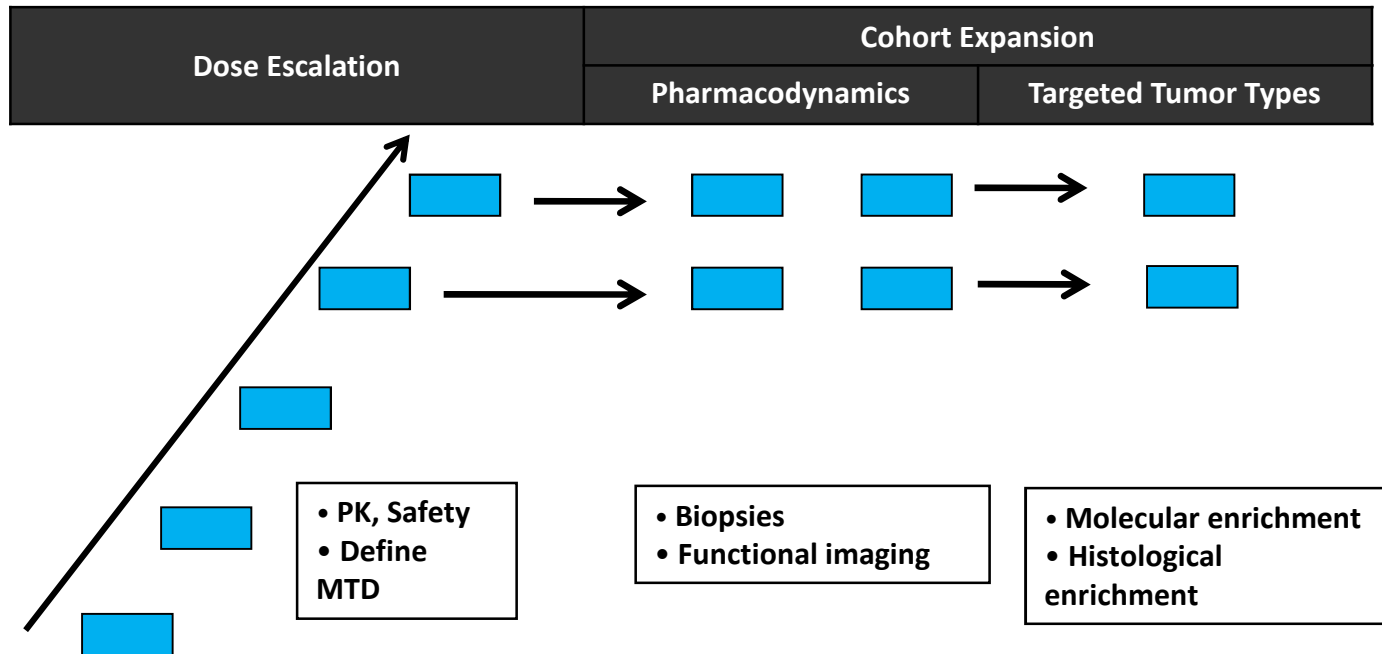 Dose Escalation
Cohort Expansion
Pharmacodynamics
Targeted Tumor Types
• PK, Safety
• Define
MTD
• Biopsies
• Functional imaging
• Molecular enrichment
• Histological
enrichment